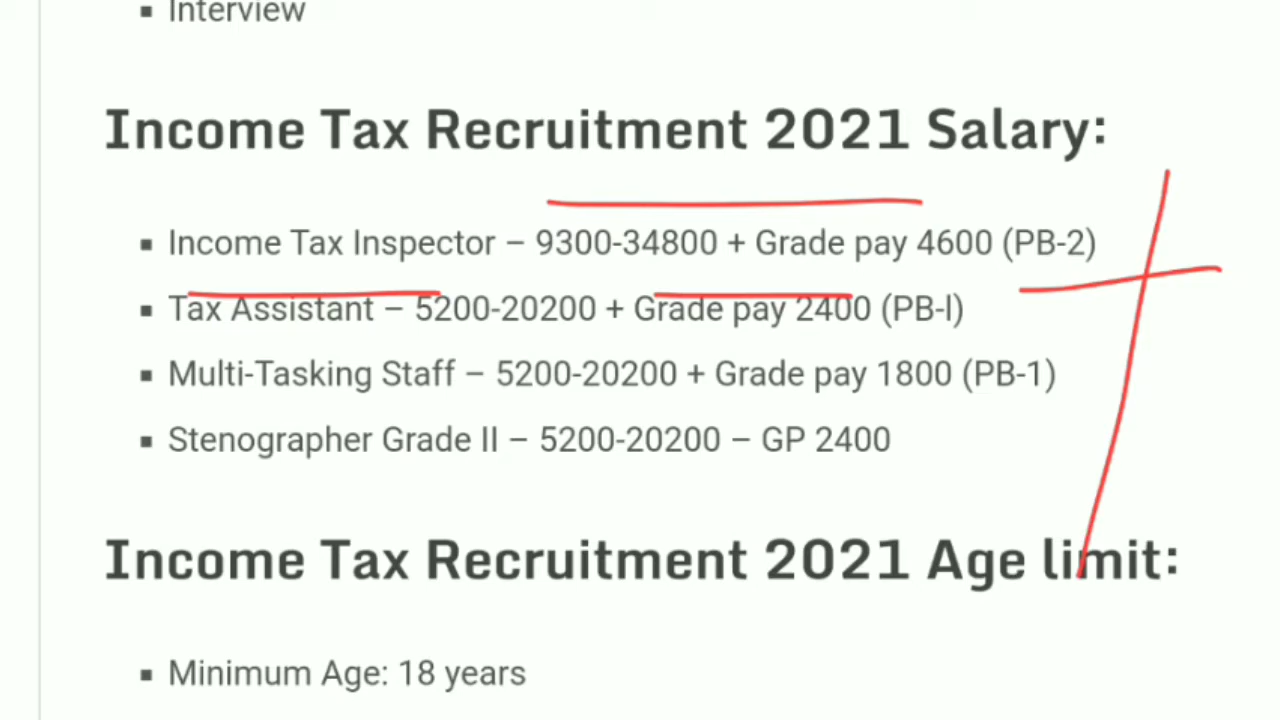 Interview
Income Tax Recruitment 2021 Salary:
Income Tax Inspector – 9300-34800 + Grade pay 4600 (PB-2)
Tax Assistant – 5200-20200 + Grade pay 2400 (PB-l)
Multi-Tasking Staff – 5200-20200 + Grade pay 1800 (PB-1)
Stenographer Grade II – 5200-20200 – GP 2400
Income Tax Recruitment 2021 Age limit:
Minimum Age: 18 years